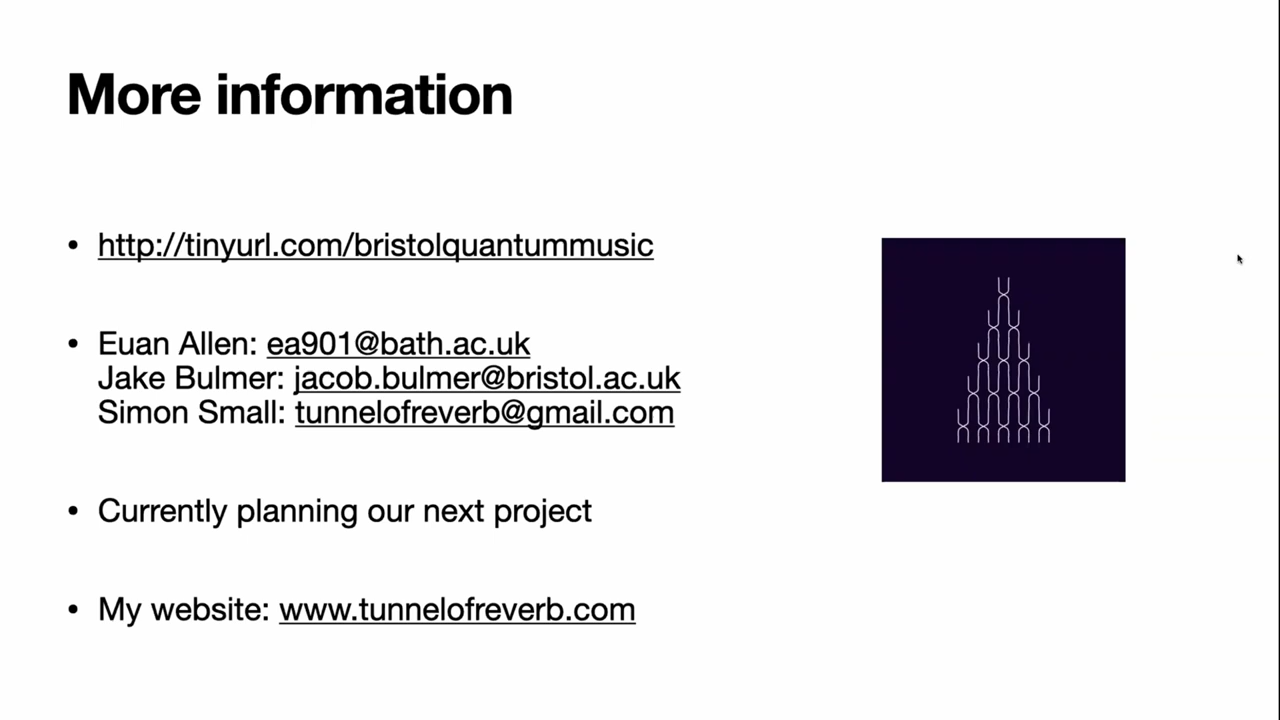 More information
• http://tinyurl.com/bristolquantummusic
• Euan Allen: ea901@bath.ac.uk
Jake Bulmer: jacob.bulmer@bristol.ac.uk
Simon Small: tunnelofreverb@gmail.com
• Currently planning our next project
• My website: www.tunnelofreverb.com